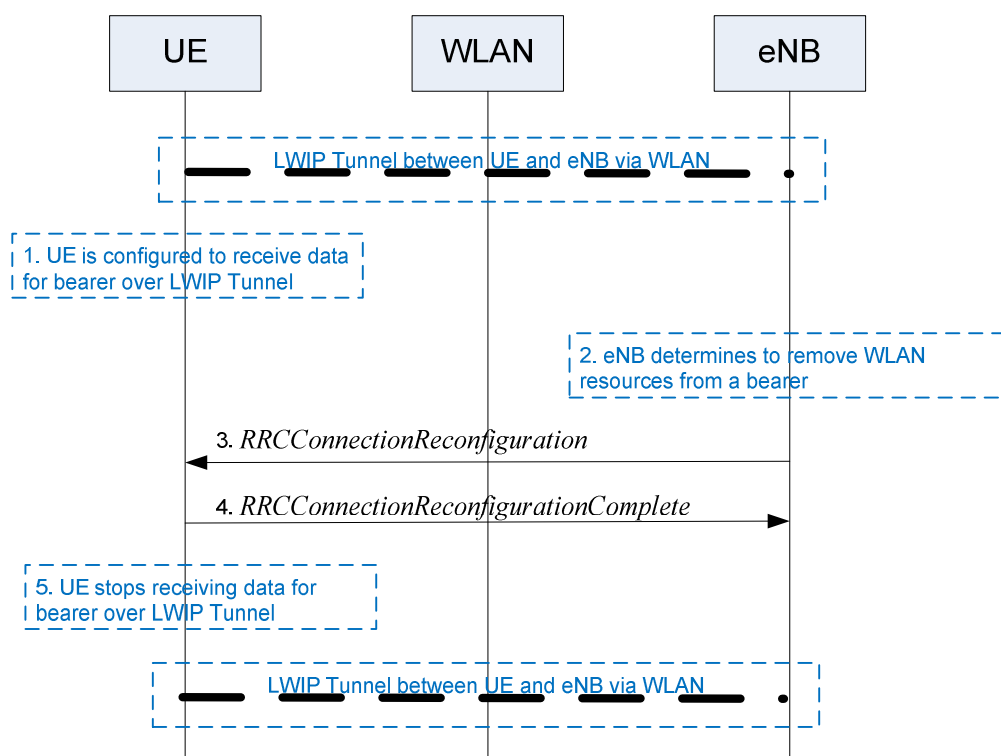 UE
WLAN
eNB
LWIP Tunnel between UE and eNB via WLAN
1. UE is configured to receive data
for bearer over LWIP Tunnel
2. eNB determines to remove WLAN
resources from a bearer
3. RRCConnectionReconfiguration
4. RRCConnectionReconfigurationComplete
5. UE stops receiving data for
bearer over LWIP Tunnel
LWIP Tunnel between UE and eNB via WLAN